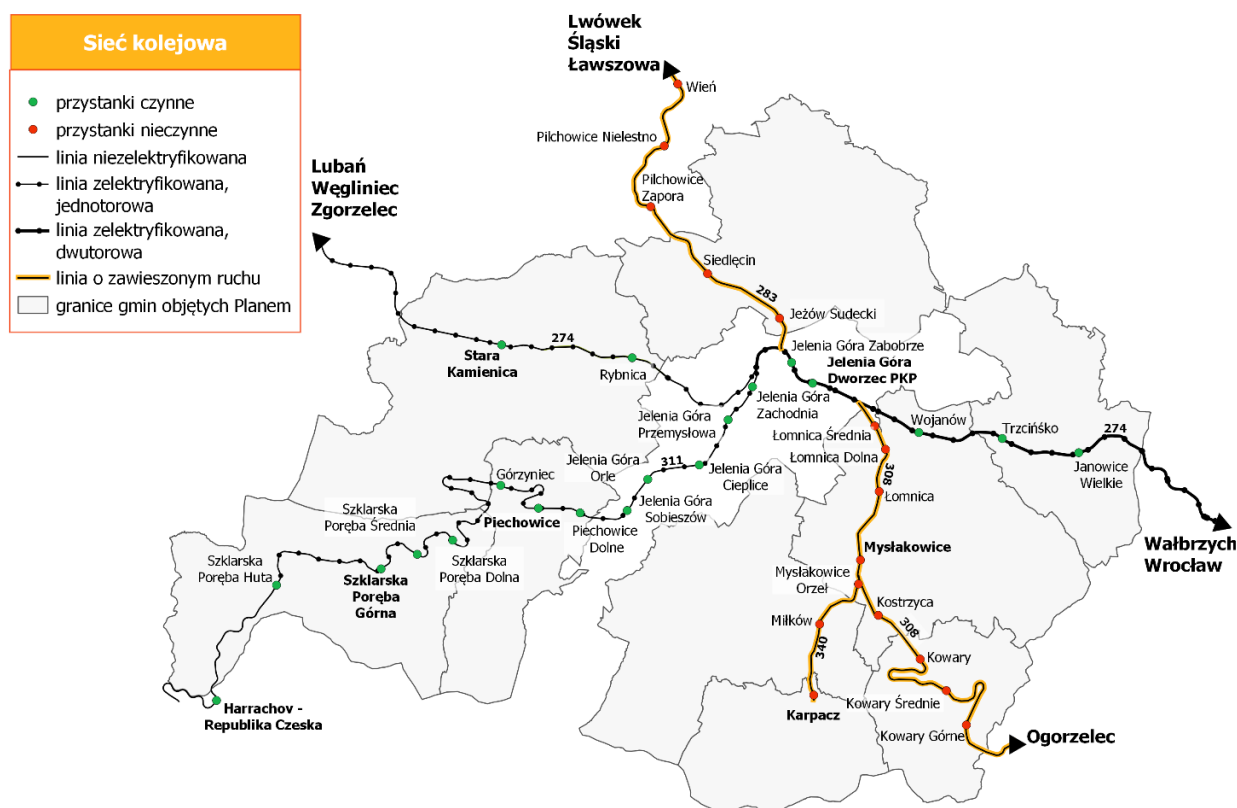 Sieć kolejowa
przystanki czynne
przystanki nieczynne
linia niezelektryfikowana
linia zelektryfikowana,
jednotorowa
linia zelektryfikowana,
dwutorowa
linia o zawieszonym ruchu
granice gmin objętych Planem
Lwówek
Śląski
Ławszowa
Wień
Pilchowice Nielestno
Pilchowice
Zapora
Lubań
Węgliniec
Zgorzelec
Siedlęcin
283
Jeżów Sudecki
274
Stara
Kamienica
Rybnica
Jelenia Góra Zabobrze
Jelenia Góra
Dworzec PKP
Jelenia Góra
Zachodnia
Jelenia Góra
Przemysłowa
Wojanów
Trzcińśko
274
Janowice
Wielkie
Łomnica Średnia
Łomnica Dolna
308
Łomnica
Jelenia Góra
Orle
311
Jelenia Góra
Cieplice
Górzyniec
Jelenia Góra
Sobieszów
Piechowice
Piechowice
Dolne
Szklarska
Poręba Średnia
Szklarska
Poręba Huta
Szklarska
Poręba
Górna
Szklarska
Poręba Dolna
Wałbrzych
Wrocław
Mysłakowice
Mysłakowice
Orzeł
Kostrzyca
Miłków
308
340
Kowary
Harrachov -
Republika Czeska
Karpacz
Kowary Średnie
Kowary Górne
Ogorzelec